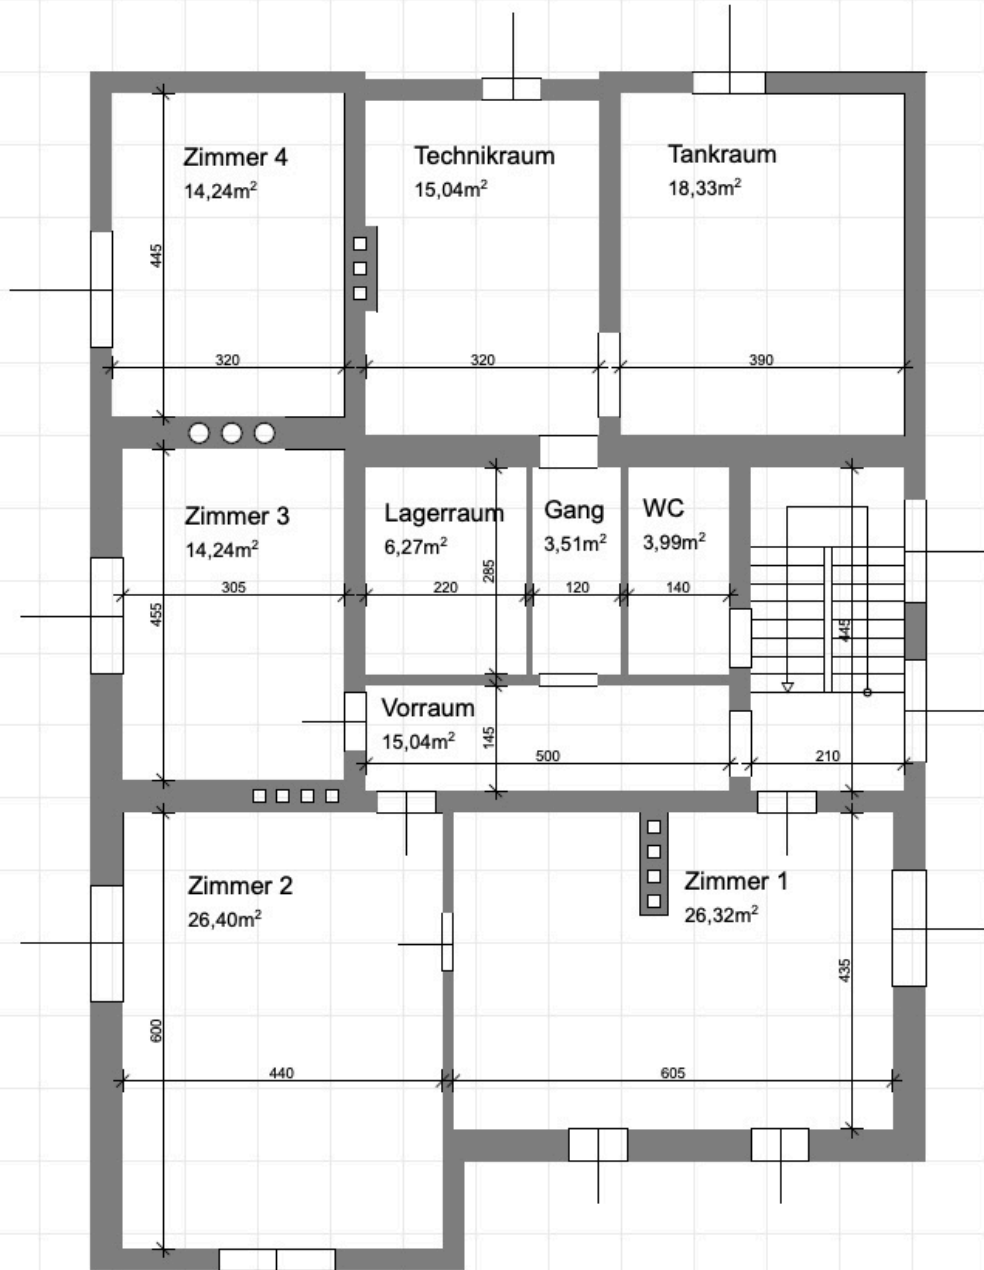 Zimmer 4
14,24m²
Technikraum
15,04m²
Tankraum
18,33m²
445
320
320
390
Zimmer 3
14,24m²
Lagerraum
6,27m²
Gang
3,51m²
WC
3,99m²
305
455
220
285
120
140
445
Vorraum
15,04m²
145
500
210
Zimmer 2
26,40m²
Zimmer 1
26,32m²
435
600
440
605